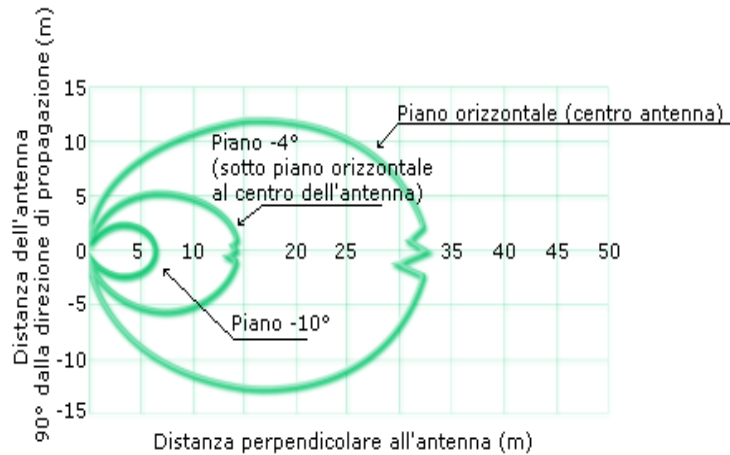 Distanza dell'antenna
90° dalla direzione di propagazione (m)
15
10
5
0
-5
-10
-15
5 10 20 25 35 40 45 50
Piano orizzontale (centro antenna)
Piano -4°
(sotto piano orizzontale
al centro dell'antenna)
Piano -10°
Distanza perpendicolare all'antenna (m)